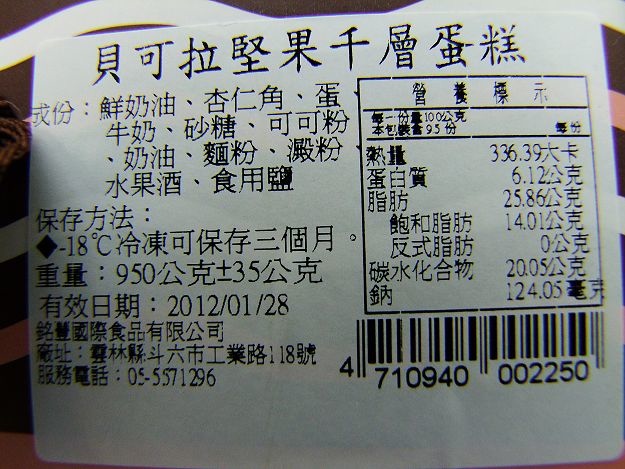 貝可拉堅果千層蛋糕
成份：鮮奶油、杏仁角、蛋、
牛奶、砂糖、可可粉
、奶油、麵粉、澱粉、
水果酒、食用鹽
保存方法：
◆-18℃冷凍可保存三個月。
重量：950公克±35公克
有效日期：2012/01/28
銘豐國際食品有限公司
廠址：雲林縣斗六市工業路118號
服務電話：05-5571296
營養標示
每一份量100公克
本包裝含9.5份
每份
熱量 336.39大卡
蛋白質 6.12公克
脂肪 25.86公克
飽和脂肪 14.01公克
反式脂肪 0公克
碳水化合物 20.05公克
鈉 124.05毫克
4 710940 002250